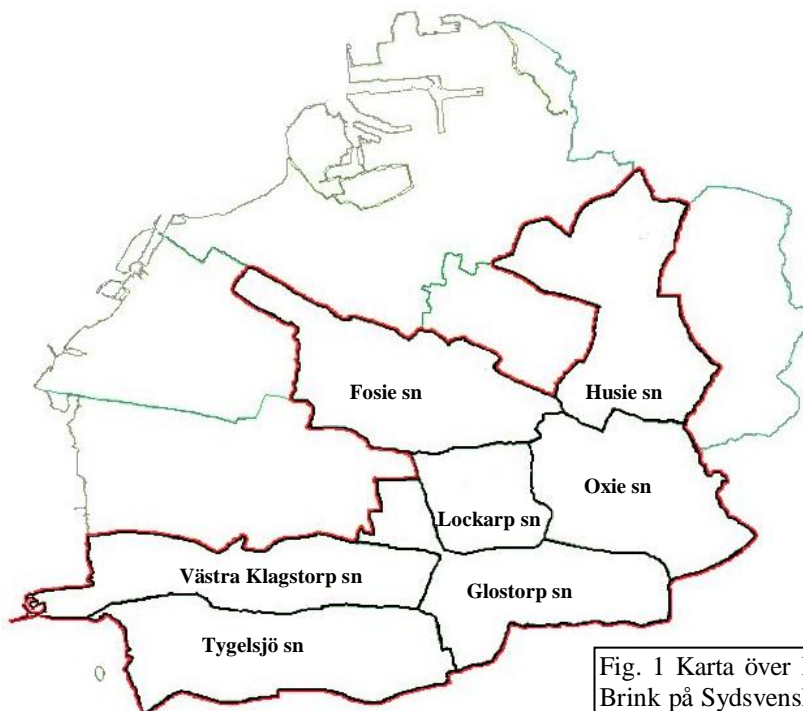 Fosie sn
Husie sn
Oxie sn
Lockarp sn
Västra Klagstorp sn
Glostorp sn
Tygelsjö sn
Fig. 1 Karta över
Brink på